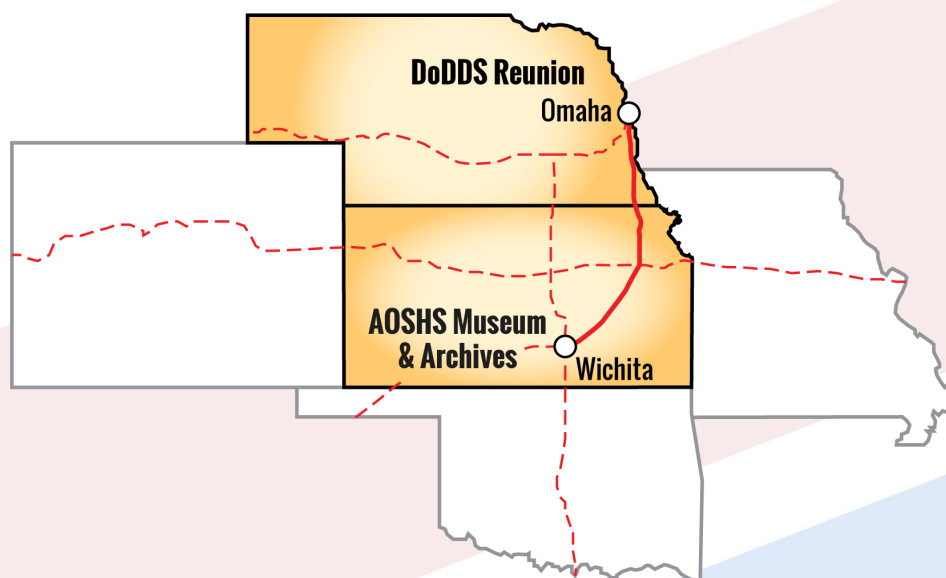 DoDDS Reunion
Omaha
AOSHS Museum
& Archives
Wichita